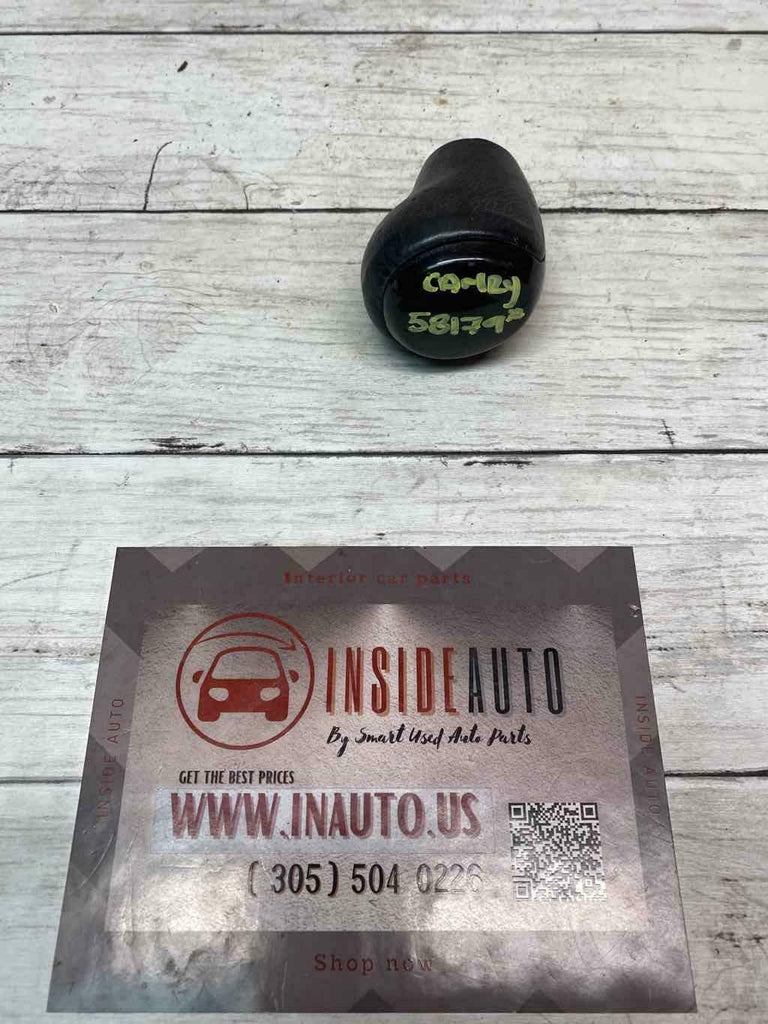 CAMRY
58179
Interior car parts
INSIDEAUTO
By Smart Used Auto Parts
INSIDE AUTO
INSIDE AUTO
GET THE BEST PRICES
WWW.INAUTO.US
(305) 504 0226
Shop now